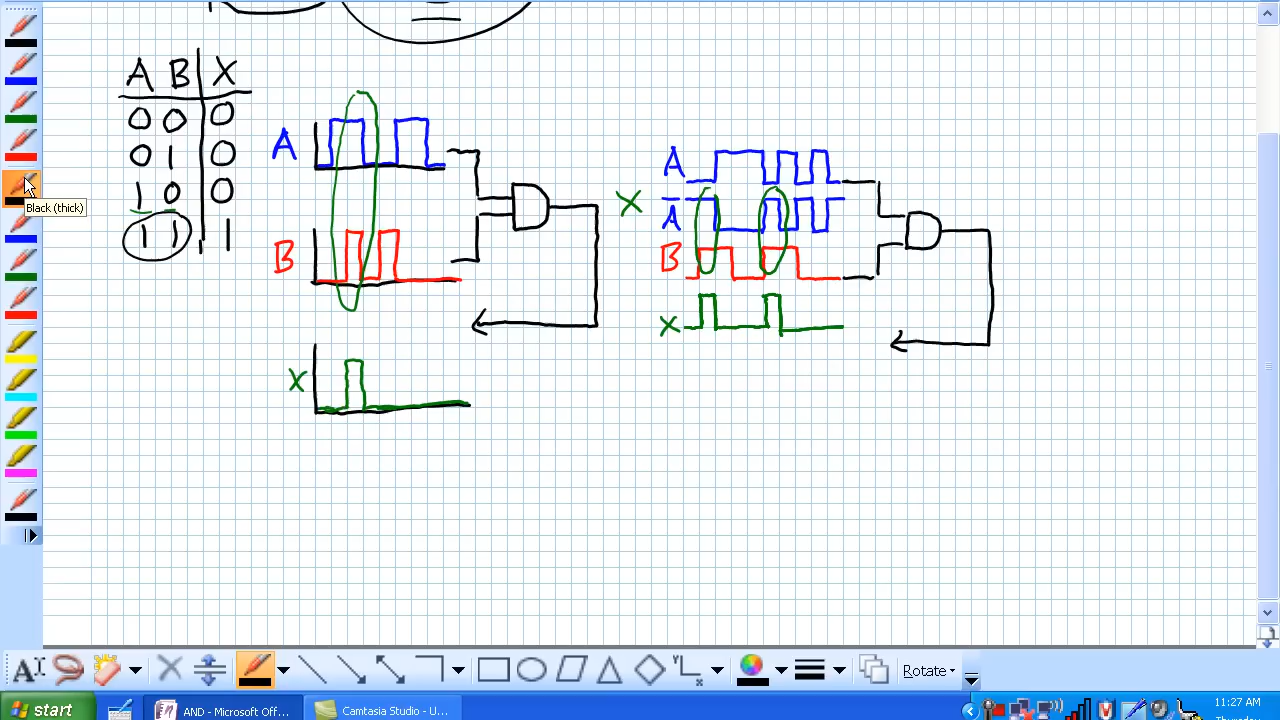 A B X
0 0 0
0 1 0
1 0 0
1 1 1
A
B
X
A
X
A
B
X
Black (thick)
Rotate
start
AND - Microsoft Off...
Camtasia Studio - U...
11:27 AM
Thursday